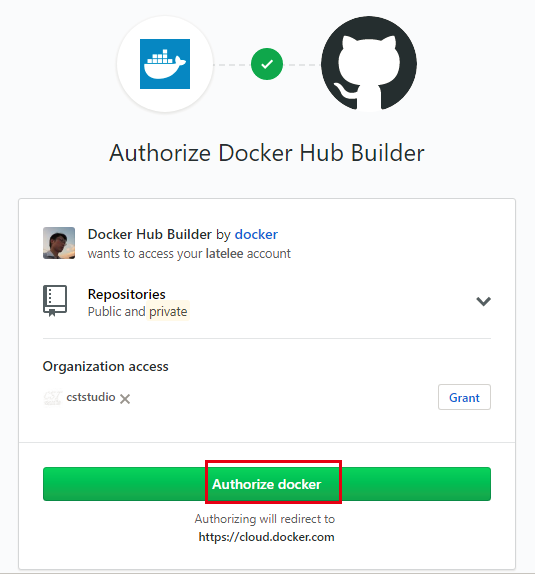 Authorize Docker Hub Builder
Docker Hub Builder by docker
wants to access your latelee account
Repositories
Public and private
Organization access
cststudio
Grant
Authorize docker
Authorizing will redirect to
https://cloud.docker.com